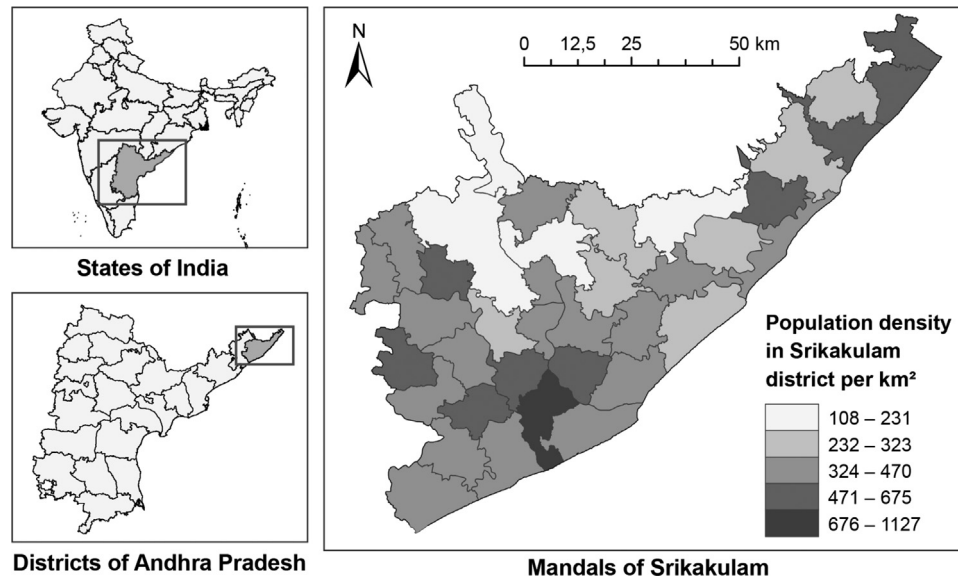 States of India
Districts of Andhra Pradesh
N
0 12,5 25 50 km
Population density
in Srikakulam
district per km²
108 – 231
232 – 323
324 – 470
471 – 675
676 – 1127
Mandals of Srikakulam